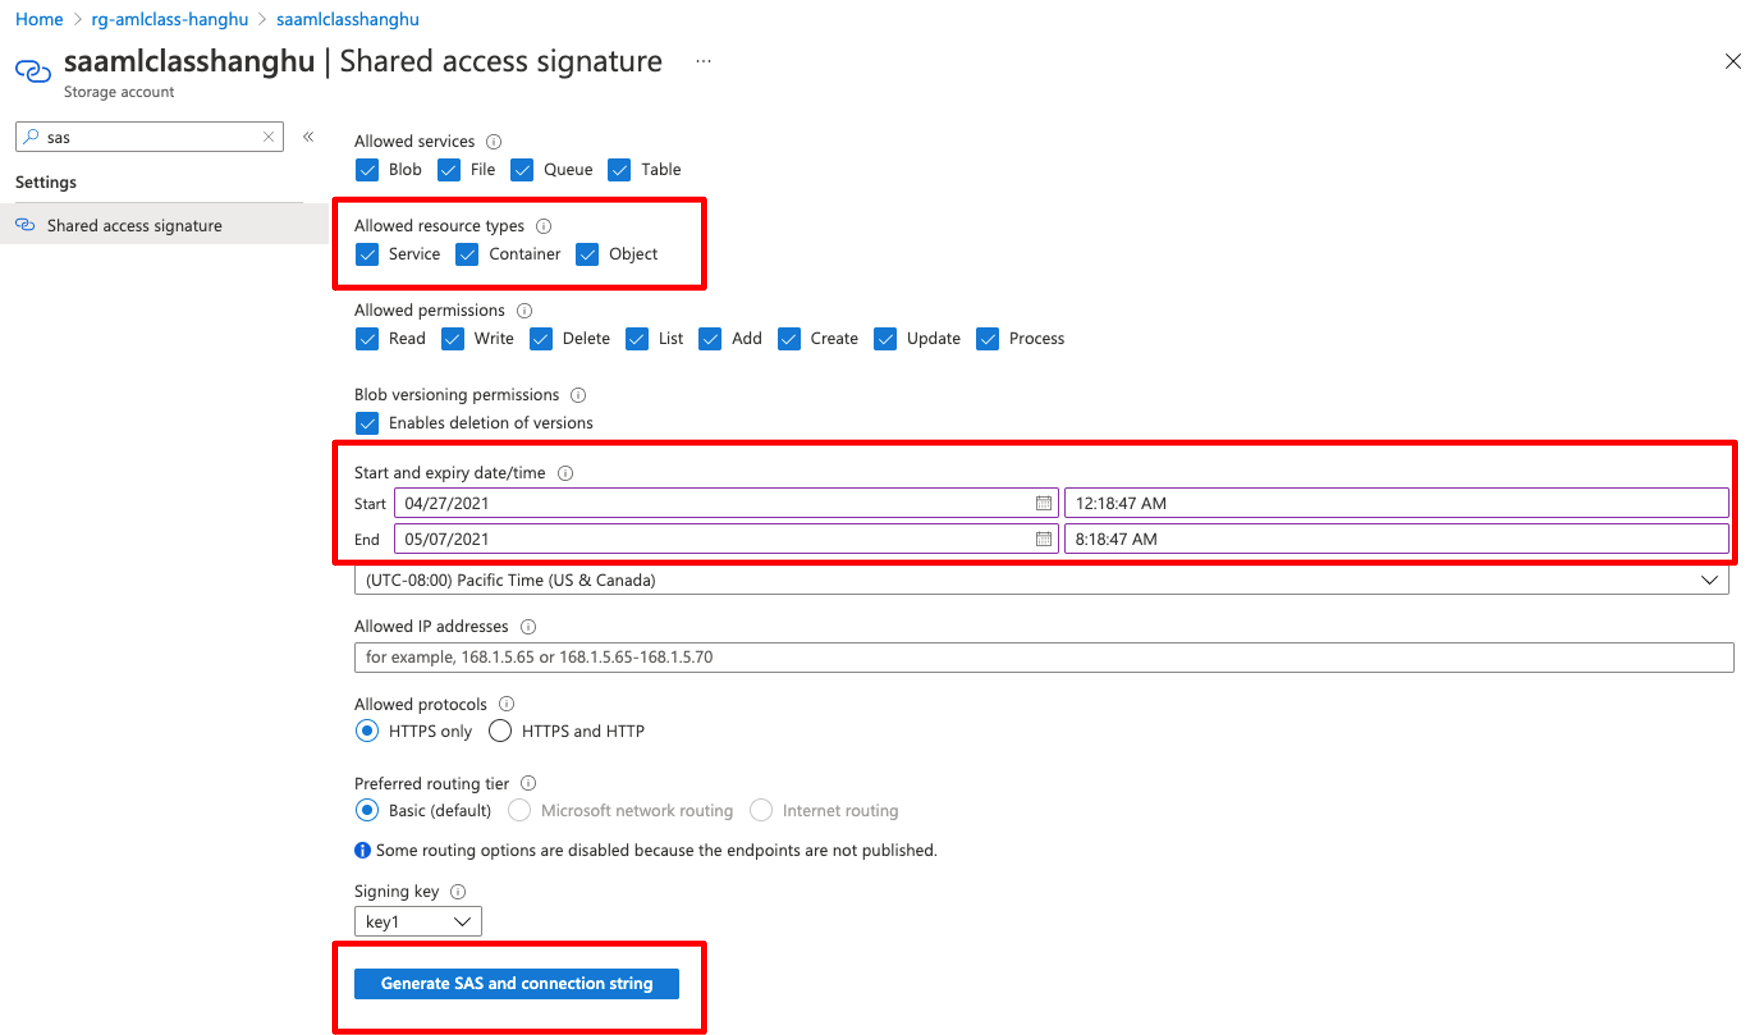 Home > rg-amlclass-hanghu > saamlclasshanghu
saamlclasshanghu | Shared access signature ...
Storage account
sas
Settings
Shared access signature
Allowed services
Blob File Queue Table
Allowed resource types
Service Container Object
Allowed permissions
Read Write Delete List Add Create Update Process
Blob versioning permissions
Enables deletion of versions
Start and expiry date/time
Start 04/27/2021 12:18:47 AM
End 05/07/2021 8:18:47 AM
(UTC-08:00) Pacific Time (US & Canada)
Allowed IP addresses
for example, 168.1.5.65 or 168.1.5.65-168.1.5.70
Allowed protocols
HTTPS only HTTPS and HTTP
Preferred routing tier
Basic (default) Microsoft network routing Internet routing
Some routing options are disabled because the endpoints are not published.
Signing key
key1
Generate SAS and connection string